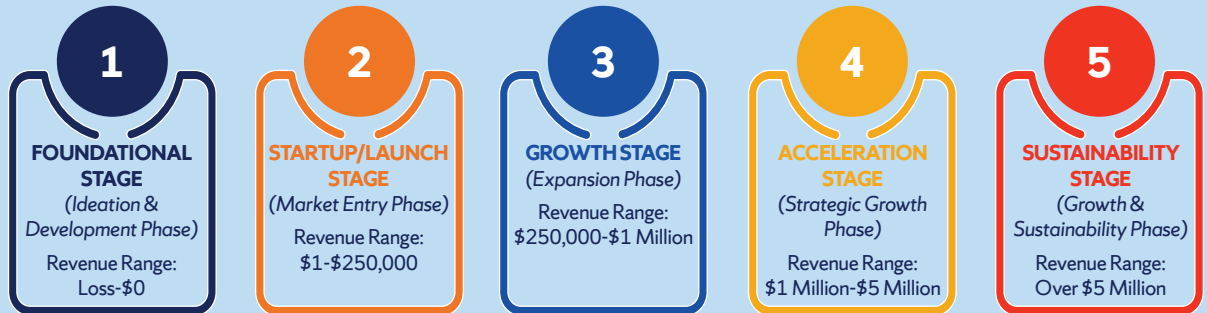 1
FOUNDATIONAL
STAGE
(Ideation &
Development Phase)
Revenue Range:
Loss-$0
2
STARTUP/LAUNCH
STAGE
(Market Entry Phase)
Revenue Range:
$1-$250,000
3
GROWTH STAGE
(Expansion Phase)
Revenue Range:
$250,000-$1 Million
4
ACCELERATION
STAGE
(Strategic Growth
Phase)
Revenue Range:
$1 Million-$5 Million
5
SUSTAINABILITY
STAGE
(Growth &
Sustainability Phase)
Revenue Range:
Over $5 Million